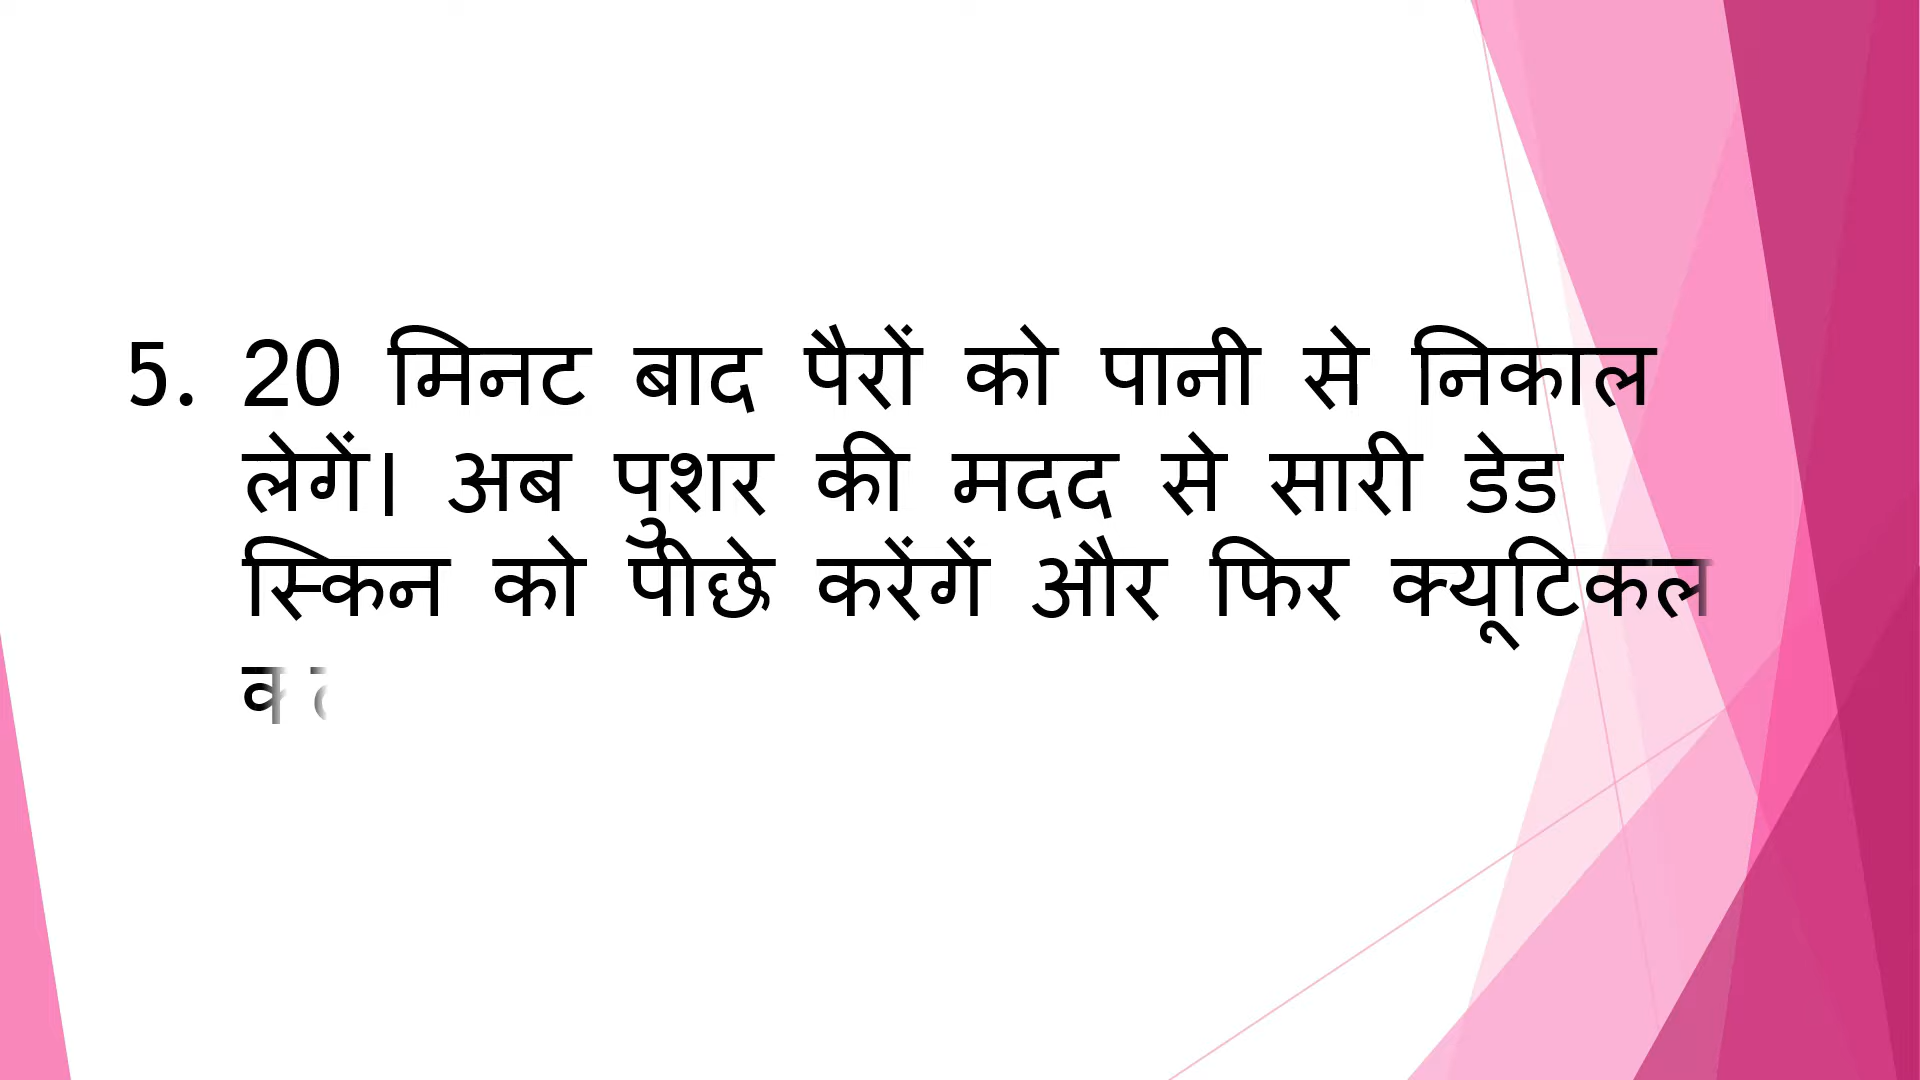 5. 20 मिनट बाद पैरों को पानी से निकाल
लेगें। अब पुशर की मदद से सारी डेड
स्किन को पीछे करेंगें और फिर क्यूटिकल